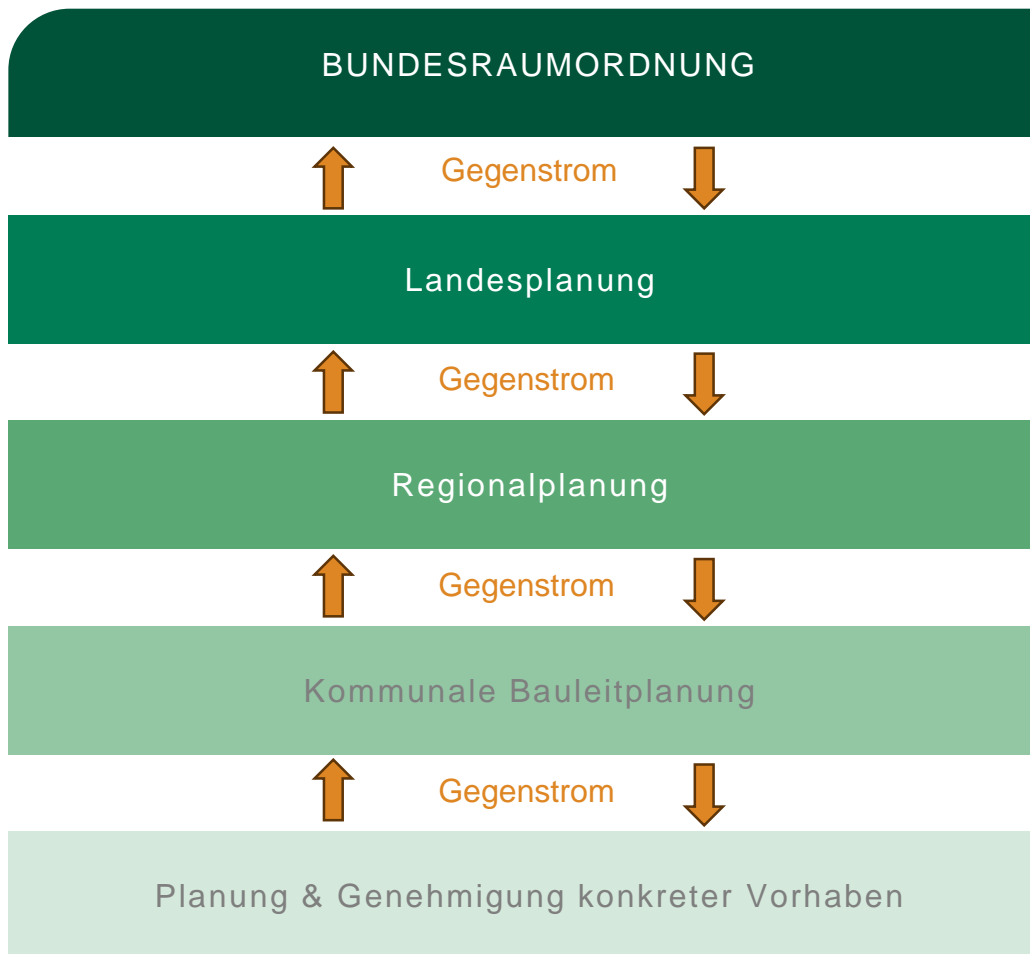 BUNDESRAUMORDNUNG
Gegenstrom
Landesplanung
Gegenstrom
Regionalplanung
Gegenstrom
Kommunale Bauleitplanung
Gegenstrom
Planung & Genehmigung konkreter Vorhaben